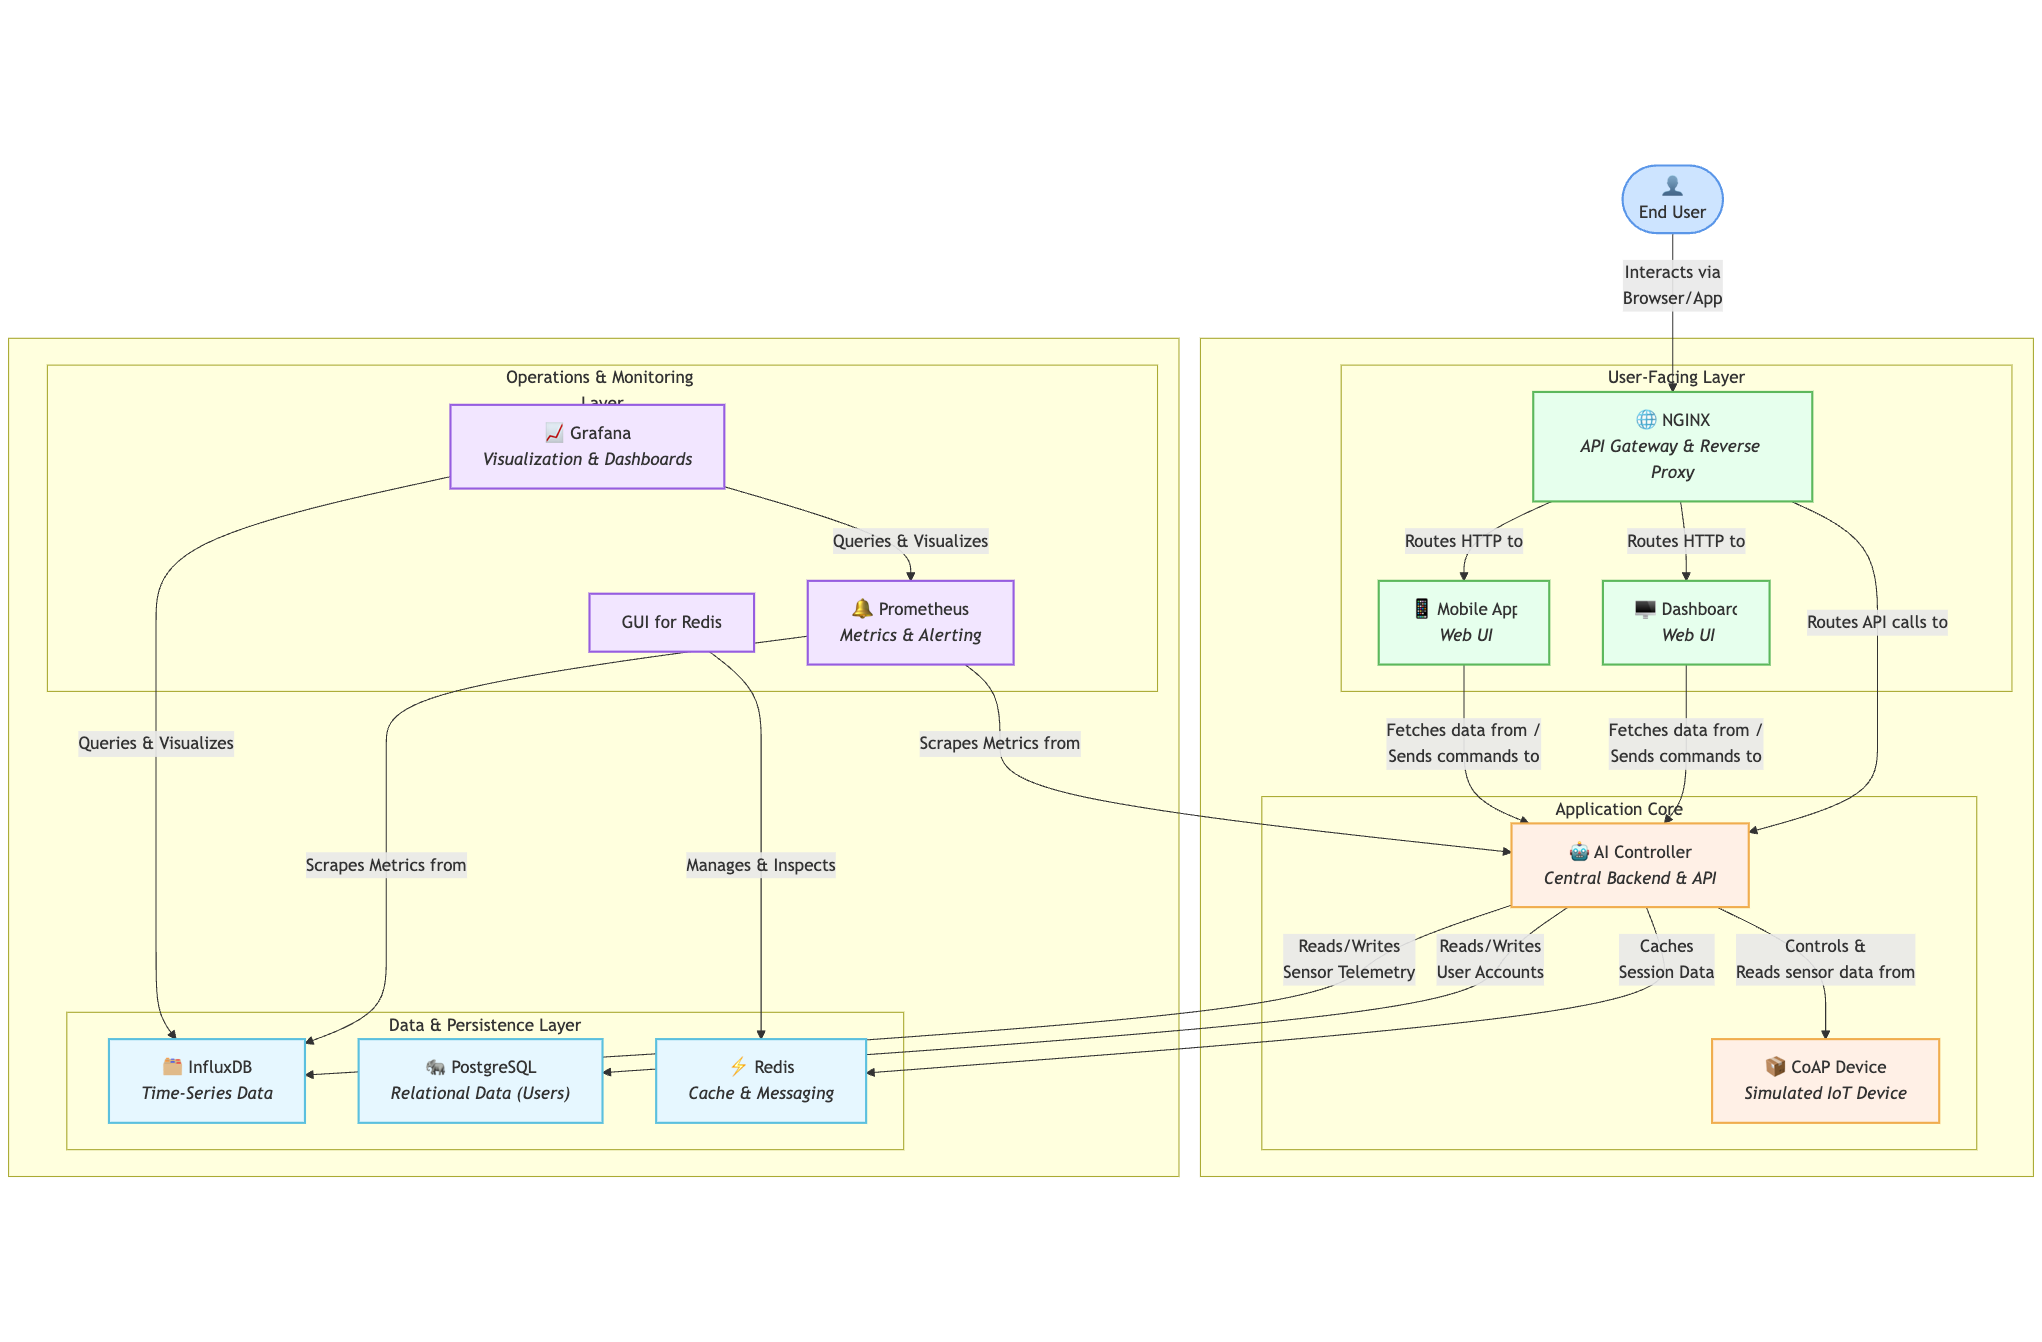 👤
End User
Interacts via
Browser/App
Operations & Monitoring
Layer
📈 Grafana
Visualization & Dashboards
Queries & Visualizes
GUI for Redis
🔔 Prometheus
Metrics & Alerting
Queries & Visualizes
Scrapes Metrics from
Scrapes Metrics from
Manages & Inspects
Data & Persistence Layer
🗂️ InfluxDB
Time-Series Data
🐘 PostgreSQL
Relational Data (Users)
⚡ Redis
Cache & Messaging
User-Facing Layer
🌐 NGINX
API Gateway & Reverse
Proxy
Routes HTTP to
Routes HTTP to
📱 Mobile App
Web UI
🖥️ Dashboard
Web UI
Routes API calls to
Fetches data from /
Sends commands to
Fetches data from /
Sends commands to
Application Core
🤖 AI Controller
Central Backend & API
Reads/Writes
Sensor Telemetry
Reads/Writes
User Accounts
Caches
Session Data
Controls &
Reads sensor data from
📦 CoAP Device
Simulated IoT Device